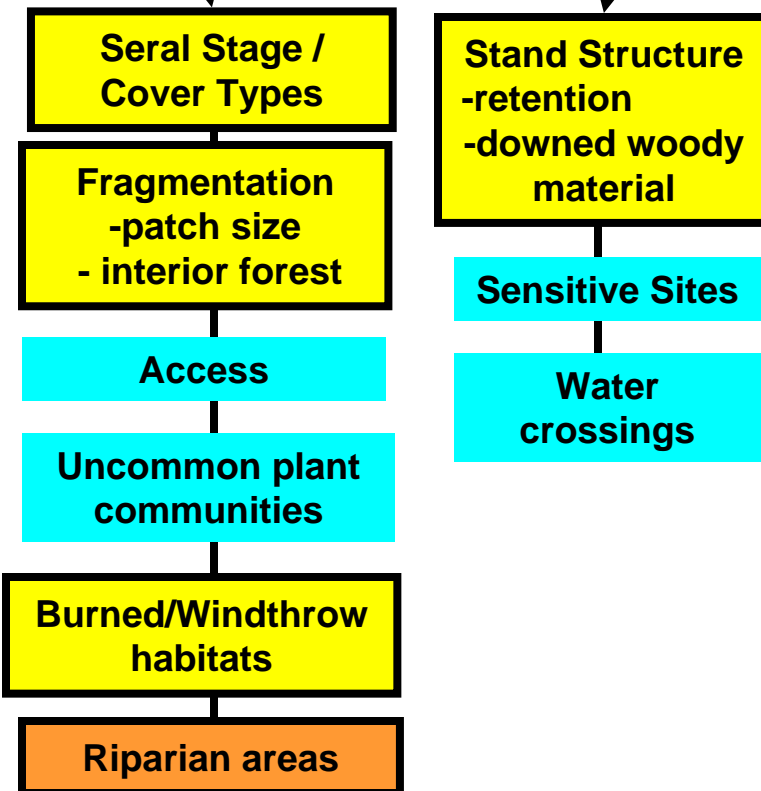 Seral Stage /
Cover Types
Fragmentation
-patch size
- interior forest
Access
Uncommon plant
communities
Burned/Windthrow
habitats
Riparian areas
Stand Structure
-retention
-downed woody
material
Sensitive Sites
Water
crossings